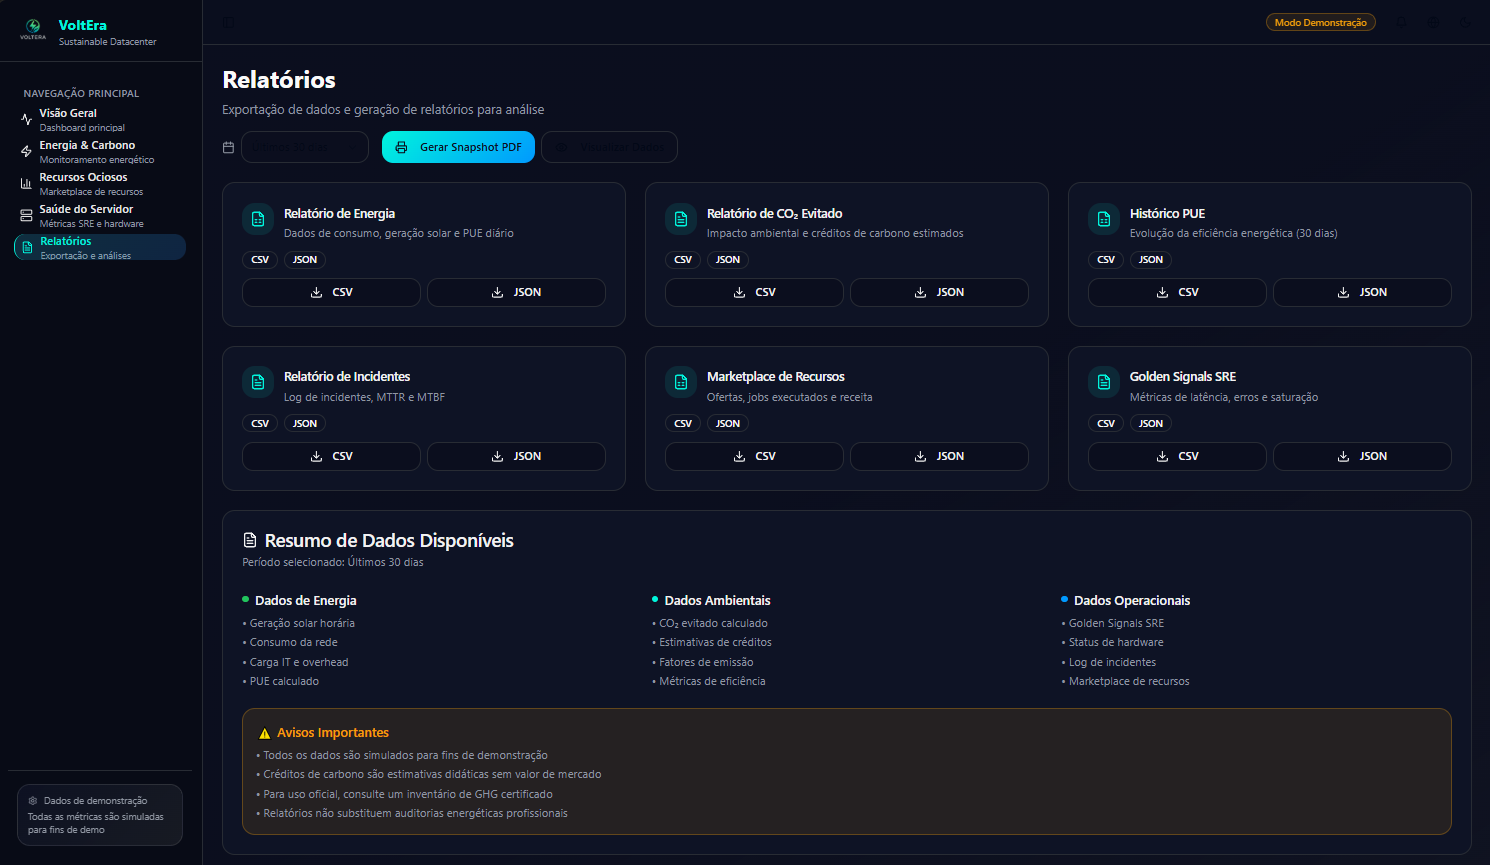 VOLTERA
VoltEra
Sustainable Datacenter
Modo Demonstração
NAVEGAÇÃO PRINCIPAL
Visão Geral
Dashboard principal
Energia & Carbono
Monitoramento energético
Recursos Ociosos
Marketplace de recursos
Saúde do Servidor
Métricas SRE e hardware
Relatórios
Exportação e análises
Dados de demonstração
Todas as métricas são simuladas
para fins de demo
Relatórios
Exportação de dados e geração de relatórios para análise
Gerar Snapshot PDF
Relatório de Energia
Dados de consumo, geração solar e PUE diário
CSV JSON
CSV JSON
Relatório de CO₂ Evitado
Impacto ambiental e créditos de carbono estimados
CSV JSON
CSV JSON
Histórico PUE
Evolução da eficiência energética (30 dias)
CSV JSON
CSV JSON
Relatório de Incidentes
Log de incidentes, MTTR e MTBF
CSV JSON
CSV JSON
Marketplace de Recursos
Ofertas, jobs executados e receita
CSV JSON
CSV JSON
Golden Signals SRE
Métricas de latência, erros e saturação
CSV JSON
CSV JSON
Resumo de Dados Disponíveis
Período selecionado: Últimos 30 dias
Dados de Energia
• Geração solar horária
• Consumo da rede
• Carga IT e overhead
• PUE calculado
Dados Ambientais
• CO₂ evitado calculado
• Estimativas de créditos
• Fatores de emissão
• Métricas de eficiência
Dados Operacionais
• Golden Signals SRE
• Status de hardware
• Log de incidentes
• Marketplace de recursos
⚠️ Avisos Importantes
• Todos os dados são simulados para fins de demonstração
• Créditos de carbono são estimativas didáticas sem valor de mercado
• Para uso oficial, consulte um inventário de GHG certificado
• Relatórios não substituem auditorias energéticas profissionais